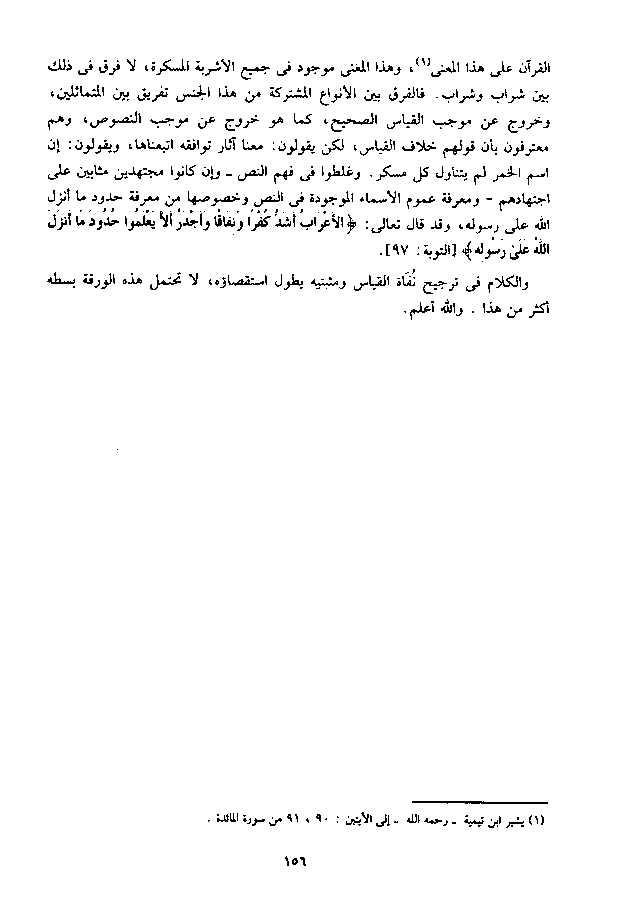 القرآن على هذا المعنى(١)، وهذا المعنى موجود فى جميع الأشربة المسكرة، لا فرق فى ذلك
بين شراب وشراب. فالفرق بين الأنواع المشتركة من هذا الجنس تفريق بين المتماثلين،
وخروج عن موجب القياس الصحيح، كما هو خروج عن موجب النصوص، وهم
معترفون بأن قولهم خلاف القياس، لكن يقولون: معنا آثار توافقه اتبعناها، ويقولون: إن
اسم الخمر لم يتناول كل مسكر. وغلطوا فى فهم النص ـ وإن كانوا مجتهدين مثابين على
اجتهادهم ـ ومعرفة عموم الأسماء الموجودة فى النص وخصوصها من معرفة حدود ما أنزل
الله على رسوله، وقد قال تعالى: ﴿الأَعْرَابُ أَشَدُّ كُفْرًا وَنِفَاقًا وَأَجْدَرُ أَلاَّ يَعْلَمُوا حُدُودَ مَا أَنزَلَ
اللَّهُ عَلَىٰ رَسُولِهِ﴾ [التوبة: ٩٧].
والكلام فى ترجيح نُفَاة القياس ومثبتيه يطول استقصاؤه، لا تحتمل هذه الورقة بسطه
أكثر من هذا . والله أعلم.
(١) يشير ابن تيمية ـ رحمه الله ـ إلى الآيتين : ٩٠ ، ٩١ من سورة المائدة .
١٥٦